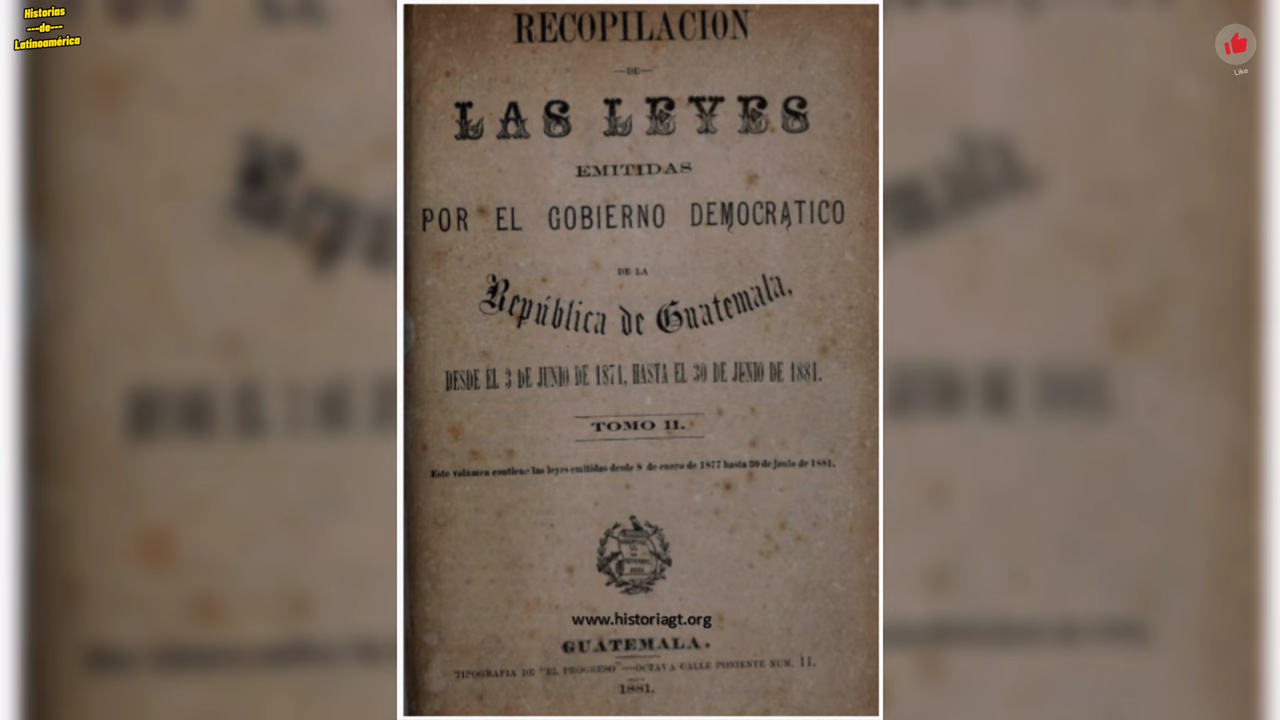 Historias
---de---
Latinoamérica
Like
RECOPILACION
—DE—
LAS LEYES
EMITIDAS
POR EL GOBIERNO DEMOCRATICO
DE LA
República de Guatemala,
DESDE EL 3 DE JUNIO DE 1871, HASTA EL 30 DE JUNIO DE 1881.
TOMO II.
Este volumen contiene las leyes emitidas desde 8 de enero de 1877 hasta 30 de junio de 1881.
www.historiagt.org
GUATEMALA.
TIPOGRAFIA DE "EL PROGRESO"—OCTAVA CALLE PONIENTE NUM. 11.
1881.